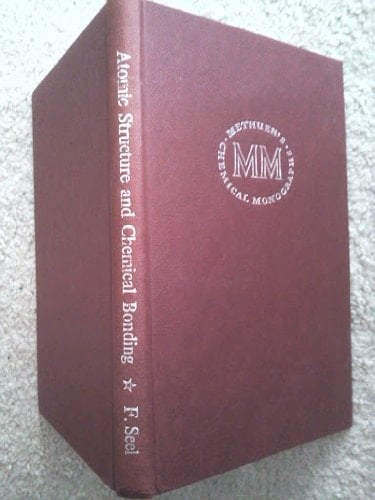 Atomic Structure and Chemical Bonding ☆ F. Seel
METHUEN'S
CHEMICAL MONOGRAPHS
MM